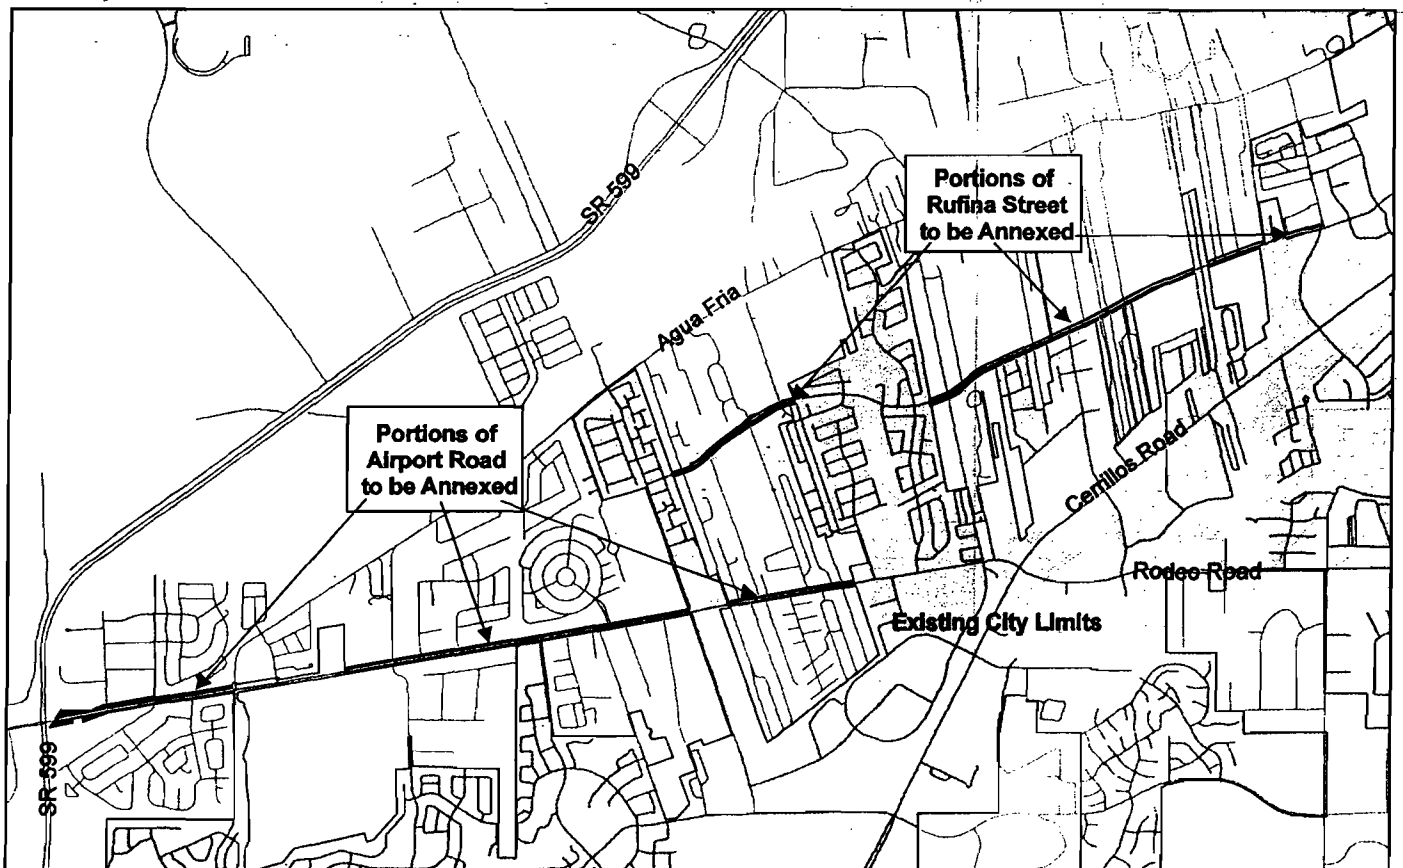 SR-599
Portions of
Rufina Street
to be Annexed
Agua Fria
Portions of
Airport Road
to be Annexed
Cerrillos Road
Rodeo Road
Existing City Limits
SR-599